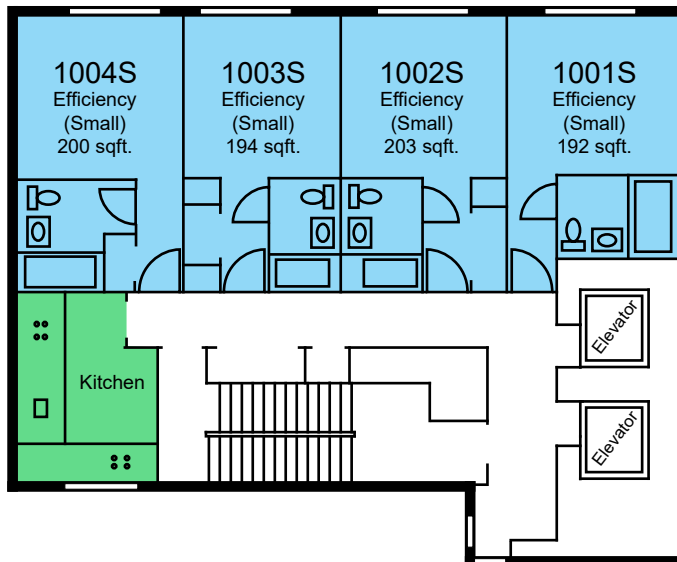 1004S
Efficiency
(Small)
200 sqft.
1003S
Efficiency
(Small)
194 sqft.
1002S
Efficiency
(Small)
203 sqft.
1001S
Efficiency
(Small)
192 sqft.
Elevator
Kitchen
Elevator